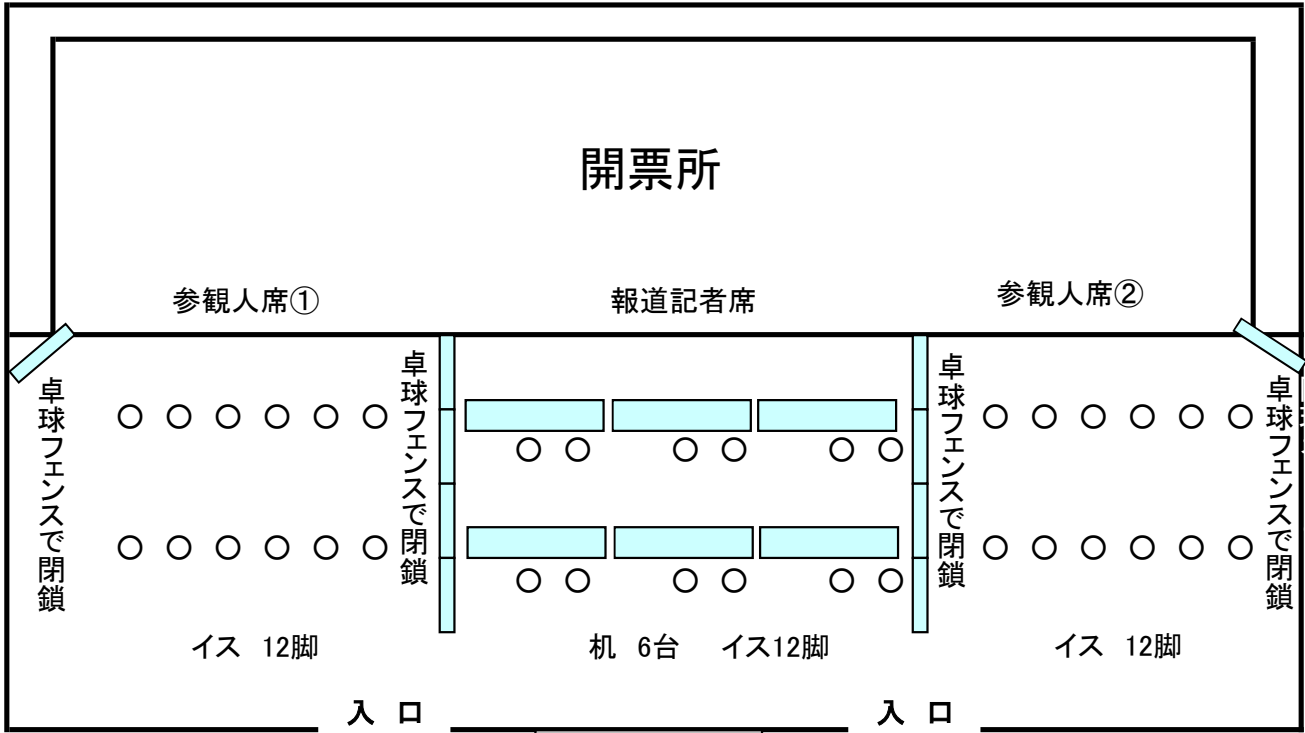 開票所
参観人席①
報道記者席
参観人席②
卓球フェンスで閉鎖
卓球フェンスで閉鎖
卓球フェンスで閉鎖
卓球フェンスで閉鎖
イス 12脚
机 6台 イス12脚
イス 12脚
入 口
入 口